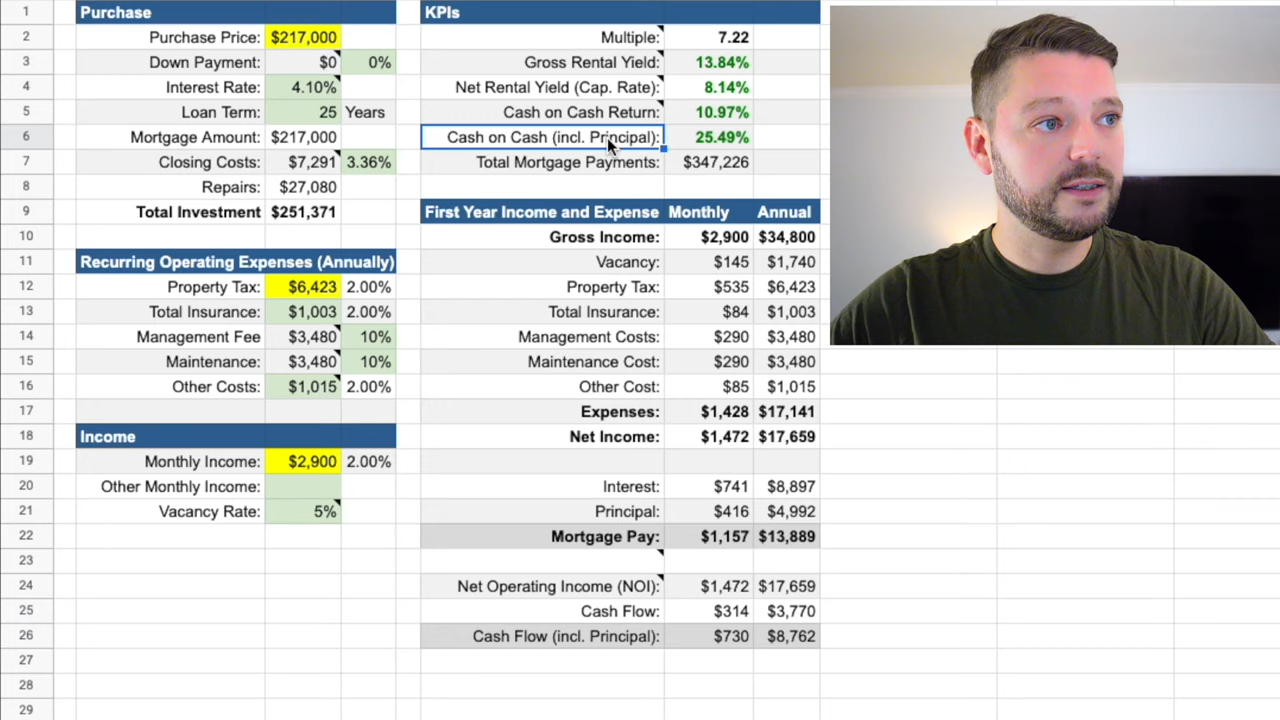 1 Purchase KPIs
2 Purchase Price: $217,000 Multiple: 7.22
3 Down Payment: $0 0% Gross Rental Yield: 13.84%
4 Interest Rate: 4.10% Net Rental Yield (Cap. Rate): 8.14%
5 Loan Term: 25 Years Cash on Cash Return: 10.97%
6 Mortgage Amount: $217,000 Cash on Cash (incl. Principal): 25.49%
7 Closing Costs: $7,291 3.36% Total Mortgage Payments: $347,226
8 Repairs: $27,080
9 Total Investment $251,371 First Year Income and Expense Monthly Annual
10 Gross Income: $2,900 $34,800
11 Recurring Operating Expenses (Annually) Vacancy: $145 $1,740
12 Property Tax: $6,423 2.00% Property Tax: $535 $6,423
13 Total Insurance: $1,003 2.00% Total Insurance: $84 $1,003
14 Management Fee $3,480 10% Management Costs: $290 $3,480
15 Maintenance: $3,480 10% Maintenance Cost: $290 $3,480
16 Other Costs: $1,015 2.00% Other Cost: $85 $1,015
17 Expenses: $1,428 $17,141
18 Income Net Income: $1,472 $17,659
19 Monthly Income: $2,900 2.00%
20 Other Monthly Income: Interest: $741 $8,897
21 Vacancy Rate: 5% Principal: $416 $4,992
22 Mortgage Pay: $1,157 $13,889
23
24 Net Operating Income (NOI): $1,472 $17,659
25 Cash Flow: $314 $3,770
26 Cash Flow (incl. Principal): $730 $8,762
27
28
29